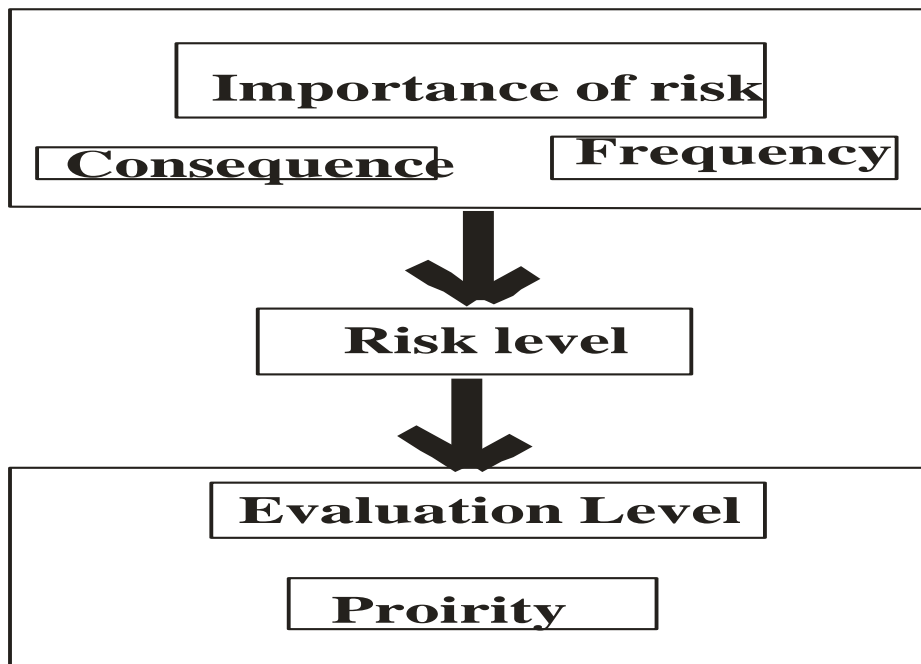 Importance of risk
Consequence
Frequency
Risk level
Evaluation Level
Proirity